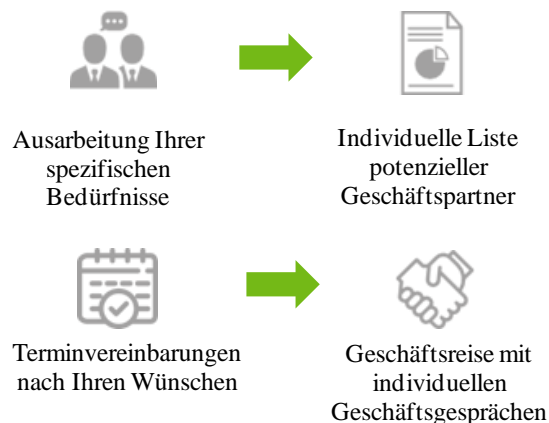 Ausarbeitung Ihrer
spezifischen
Bedürfnisse
Individuelle Liste
potenzieller
Geschäftspartner
Terminvereinbarungen
nach Ihren Wünschen
Geschäftsreise mit
individuellen
Geschäftsgesprächen